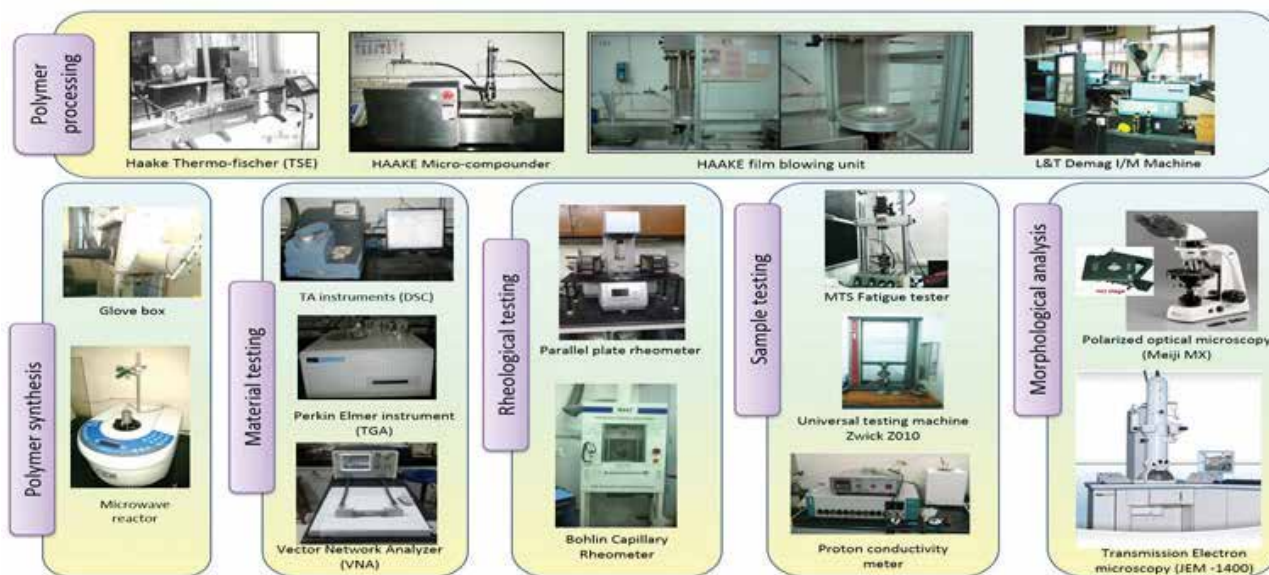 Polymer
processing
Haake Thermo-fischer (TSE)
HAAKE Micro-compounder
HAAKE film blowing unit
L&T Demag I/M Machine
Polymer synthesis
Glove box
Microwave
reactor
Material testing
TA instruments (DSC)
Perkin Elmer instrument
(TGA)
Vector Network Analyzer
(VNA)
Rheological testing
Parallel plate rheometer
Bohlin Capillary
Rheometer
Sample testing
MTS Fatigue tester
Universal testing machine
Zwick Z010
Proton conductivity
meter
Morphological analysis
Polarized optical microscopy
(Meiji MX)
Transmission Electron
microscopy (JEM -1400)